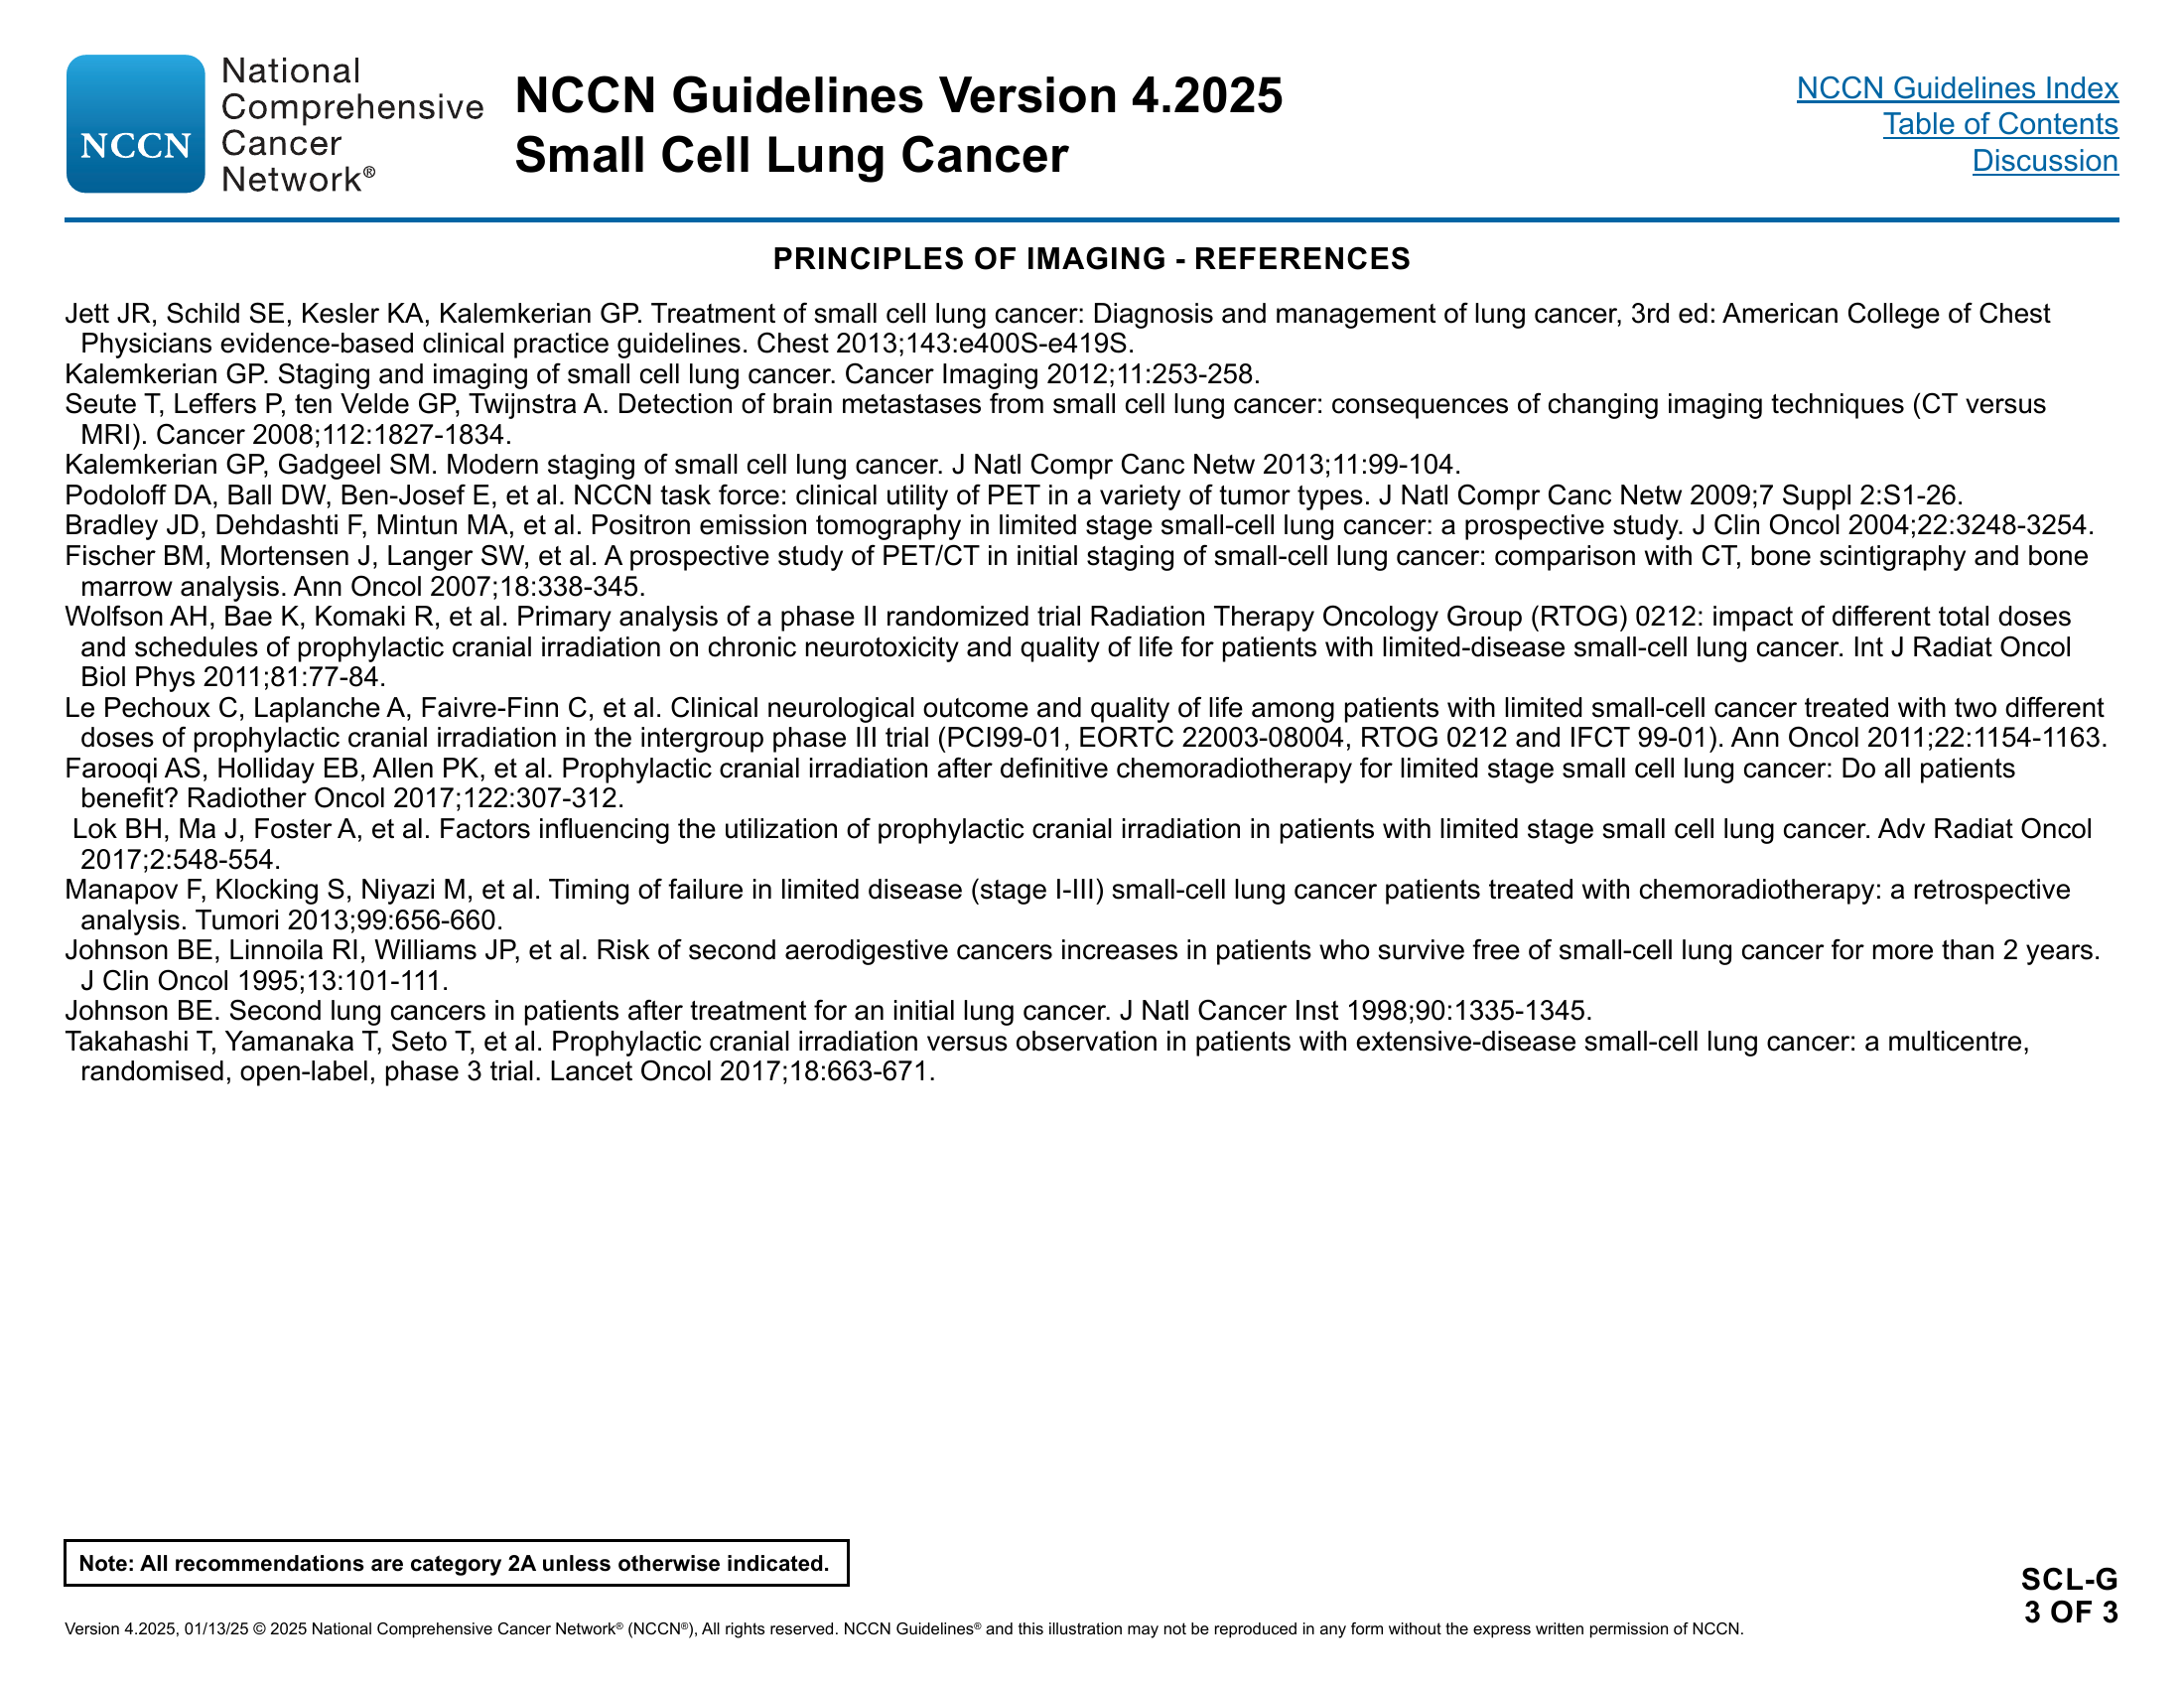 NCCN
National
Comprehensive
Cancer
Network®
NCCN Guidelines Version 4.2025
Small Cell Lung Cancer
NCCN Guidelines Index
Table of Contents
Discussion
PRINCIPLES OF IMAGING - REFERENCES
Jett JR, Schild SE, Kesler KA, Kalemkerian GP. Treatment of small cell lung cancer: Diagnosis and management of lung cancer, 3rd ed: American College of Chest
Physicians evidence-based clinical practice guidelines. Chest 2013;143:e400S-e419S.
Kalemkerian GP. Staging and imaging of small cell lung cancer. Cancer Imaging 2012;11:253-258.
Seute T, Leffers P, ten Velde GP, Twijnstra A. Detection of brain metastases from small cell lung cancer: consequences of changing imaging techniques (CT versus
MRI). Cancer 2008;112:1827-1834.
Kalemkerian GP, Gadgeel SM. Modern staging of small cell lung cancer. J Natl Compr Canc Netw 2013;11:99-104.
Podoloff DA, Ball DW, Ben-Josef E, et al. NCCN task force: clinical utility of PET in a variety of tumor types. J Natl Compr Canc Netw 2009;7 Suppl 2:S1-26.
Bradley JD, Dehdashti F, Mintun MA, et al. Positron emission tomography in limited stage small-cell lung cancer: a prospective study. J Clin Oncol 2004;22:3248-3254.
Fischer BM, Mortensen J, Langer SW, et al. A prospective study of PET/CT in initial staging of small-cell lung cancer: comparison with CT, bone scintigraphy and bone
marrow analysis. Ann Oncol 2007;18:338-345.
Wolfson AH, Bae K, Komaki R, et al. Primary analysis of a phase II randomized trial Radiation Therapy Oncology Group (RTOG) 0212: impact of different total doses
and schedules of prophylactic cranial irradiation on chronic neurotoxicity and quality of life for patients with limited-disease small-cell lung cancer. Int J Radiat Oncol
Biol Phys 2011;81:77-84.
Le Pechoux C, Laplanche A, Faivre-Finn C, et al. Clinical neurological outcome and quality of life among patients with limited small-cell cancer treated with two different
doses of prophylactic cranial irradiation in the intergroup phase III trial (PCI99-01, EORTC 22003-08004, RTOG 0212 and IFCT 99-01). Ann Oncol 2011;22:1154-1163.
Farooqi AS, Holliday EB, Allen PK, et al. Prophylactic cranial irradiation after definitive chemoradiotherapy for limited stage small cell lung cancer: Do all patients
benefit? Radiother Oncol 2017;122:307-312.
Lok BH, Ma J, Foster A, et al. Factors influencing the utilization of prophylactic cranial irradiation in patients with limited stage small cell lung cancer. Adv Radiat Oncol
2017;2:548-554.
Manapov F, Klocking S, Niyazi M, et al. Timing of failure in limited disease (stage I-III) small-cell lung cancer patients treated with chemoradiotherapy: a retrospective
analysis. Tumori 2013;99:656-660.
Johnson BE, Linnoila RI, Williams JP, et al. Risk of second aerodigestive cancers increases in patients who survive free of small-cell lung cancer for more than 2 years.
J Clin Oncol 1995;13:101-111.
Johnson BE. Second lung cancers in patients after treatment for an initial lung cancer. J Natl Cancer Inst 1998;90:1335-1345.
Takahashi T, Yamanaka T, Seto T, et al. Prophylactic cranial irradiation versus observation in patients with extensive-disease small-cell lung cancer: a multicentre,
randomised, open-label, phase 3 trial. Lancet Oncol 2017;18:663-671.
Note: All recommendations are category 2A unless otherwise indicated.
SCL-G
3 OF 3
Version 4.2025, 01/13/25 © 2025 National Comprehensive Cancer Network® (NCCN®), All rights reserved. NCCN Guidelines® and this illustration may not be reproduced in any form without the express written permission of NCCN.